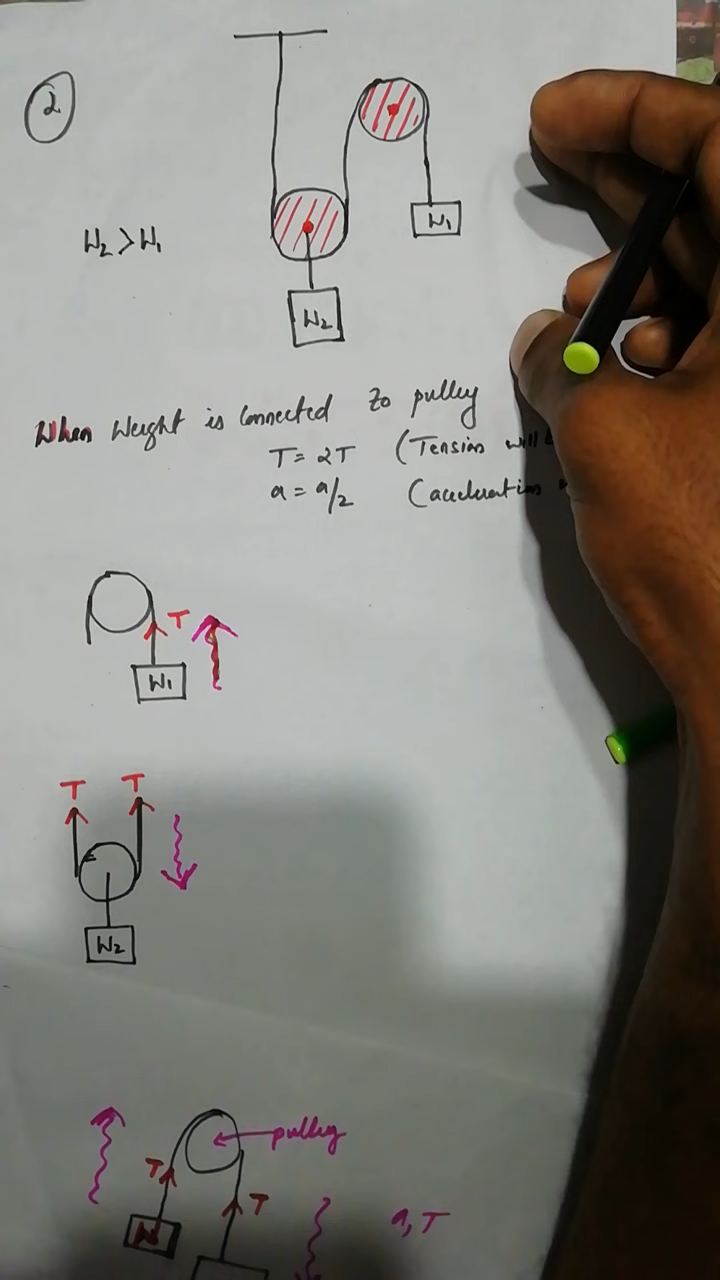 2
W₁
W₂ > W₁
W₂
When Weight is Connected to pulley
T = 2T (Tension will
a = a/2 (acceleration
T
W₁
T T
W₂
pulley
T
T
a, T